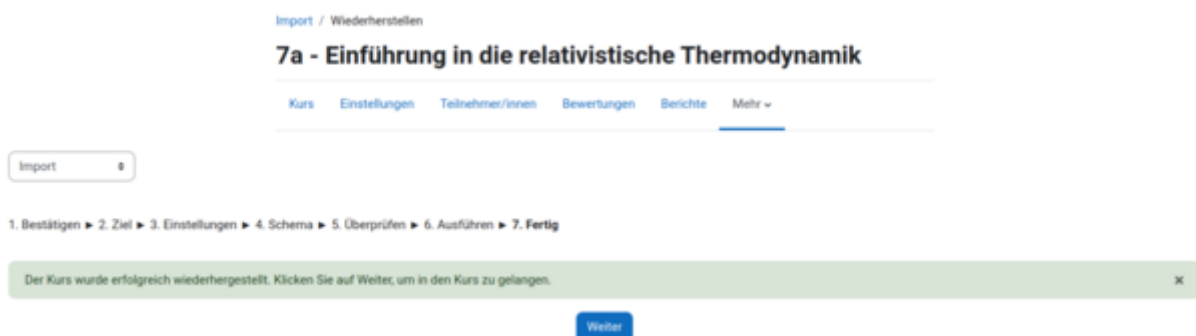 Import / Wiederherstellen
7a - Einführung in die relativistische Thermodynamik
Kurs Einstellungen Teilnehmer/innen Bewertungen Berichte Mehr
Import
1. Bestätigen ► 2. Ziel ► 3. Einstellungen ► 4. Schema ► 5. Überprüfen ► 6. Ausführen ► 7. Fertig
Der Kurs wurde erfolgreich wiederhergestellt. Klicken Sie auf Weiter, um in den Kurs zu gelangen. ×
Weiter